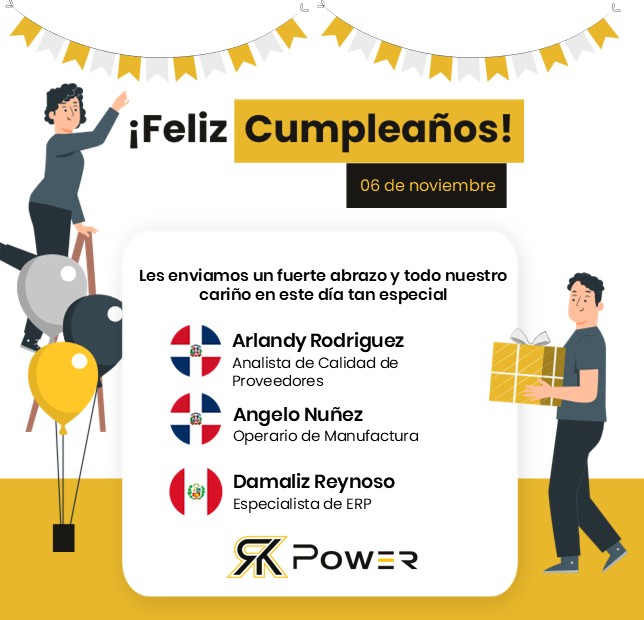 ¡Feliz Cumpleaños!
06 de noviembre
Les enviamos un fuerte abrazo y todo nuestro
cariño en este día tan especial
Arlandy Rodriguez
Analista de Calidad de
Proveedores
Angelo Nuñez
Operario de Manufactura
Damaliz Reynoso
Especialista de ERP
RK Power